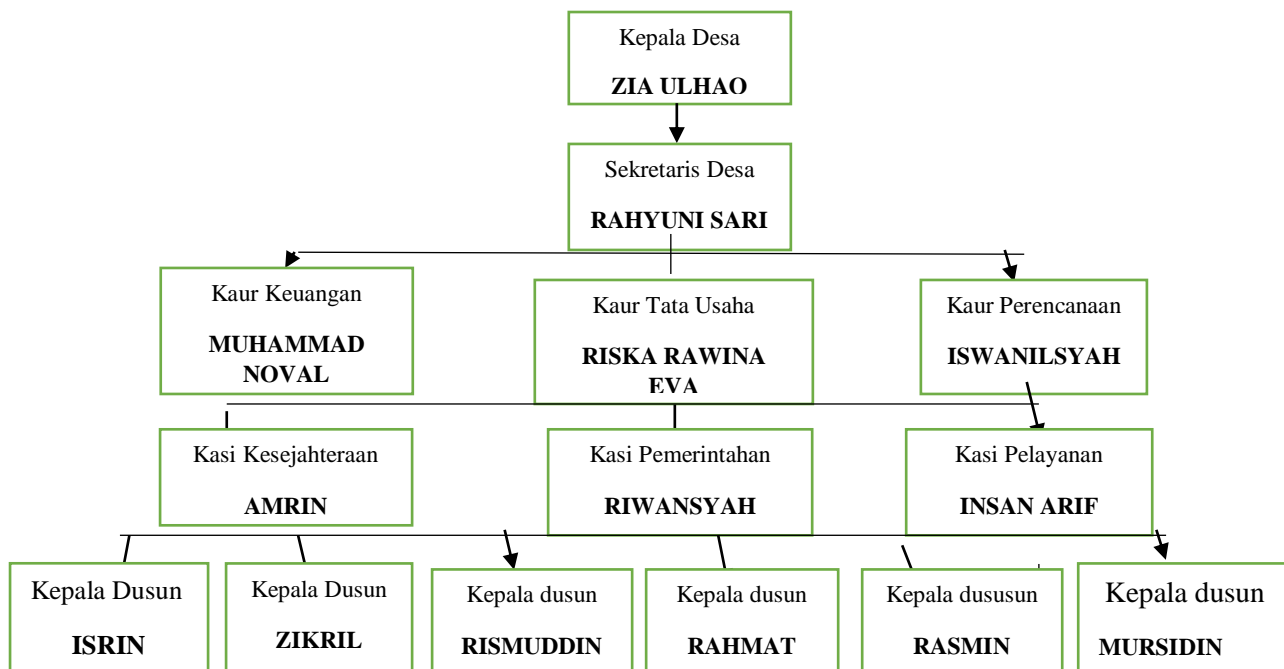 Kepala Desa
ZIA ULHAO
Sekretaris Desa
RAHYUNI SARI
Kaur Keuangan
MUHAMMAD
NOVAL
Kaur Tata Usaha
RISKA RAWINA
EVA
Kaur Perencanaan
ISWANILSYAH
Kasi Kesejahteraan
AMRIN
Kasi Pemerintahan
RIWANSYAH
Kasi Pelayanan
INSAN ARIF
Kepala Dusun
ISRIN
Kepala Dusun
ZIKRIL
Kepala dusun
RISMUDDIN
Kepala dusun
RAHMAT
Kepala dususun
RASMIN
Kepala dusun
MURSIDIN